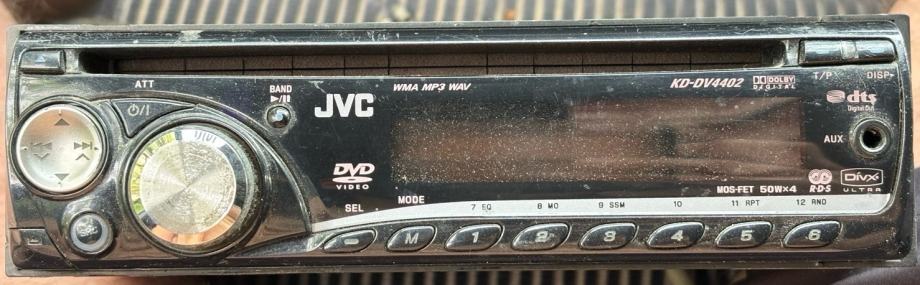 ATT
BAND
JVC
WMA MP3 WAV
KD-DV4402
DOLBY
DIGITAL
T/P
DISP
dts
Digital Out
AUX
DVD
VIDEO
MOS-FET 50W×4
R·D·S
DivX
ULTRA
SEL
MODE
7 EQ
8 MO
9 SSM
10
11 RPT
12 RND
M
1
2
3
4
5
6